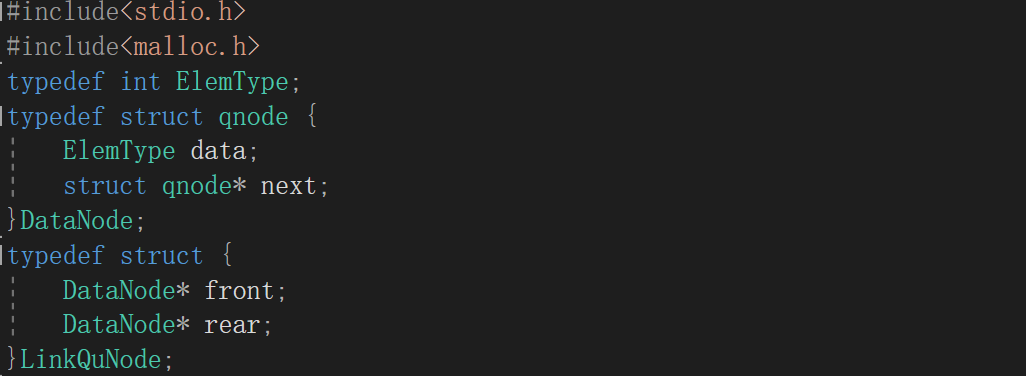 #include<stdio.h>
#include<malloc.h>
typedef int ElemType;
typedef struct qnode {
    ElemType data;
    struct qnode* next;
}DataNode;
typedef struct {
    DataNode* front;
    DataNode* rear;
}LinkQuNode;